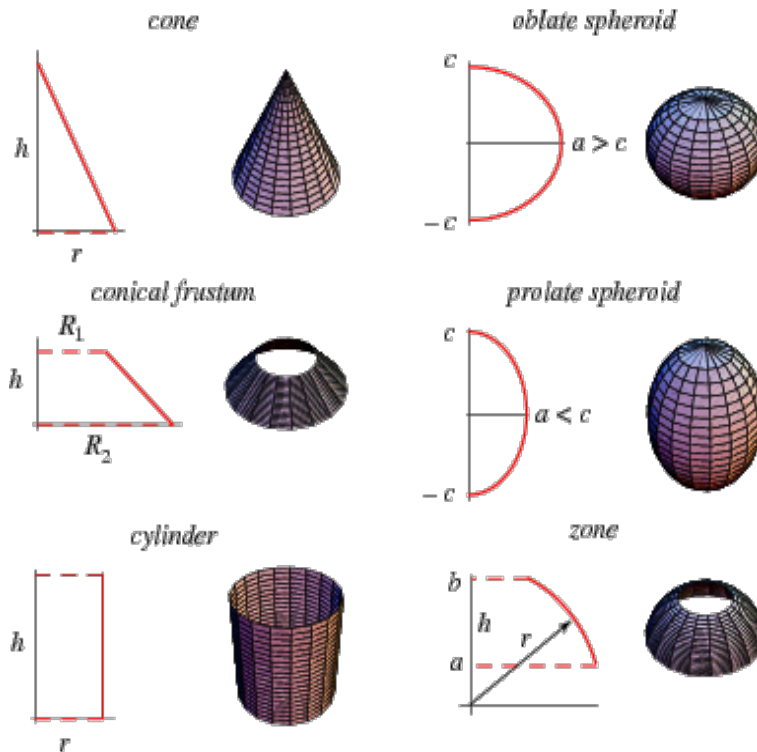 cone
h
r
oblate spheroid
c
a > c
−c
conical frustum
R₁
h
R₂
prolate spheroid
c
a < c
−c
cylinder
h
r
zone
b
h
r
a